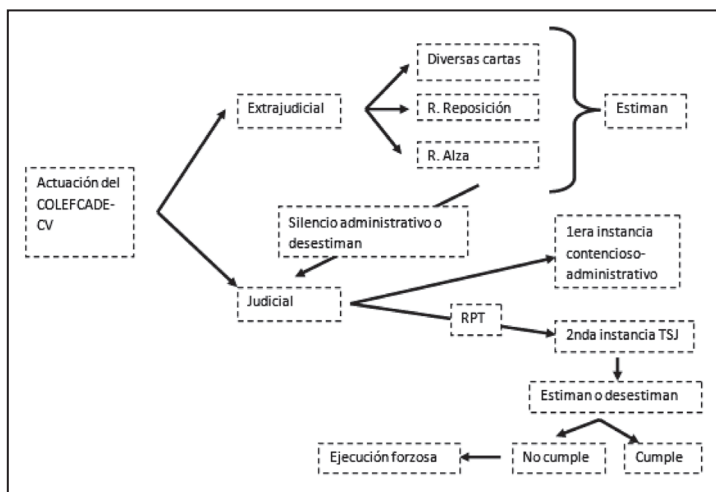 Diversas cartas
Extrajudicial
R. Reposición
Estiman
R. Alza
Actuación del
COLEFCADE-
CV
Silencio administrativo o
desestiman
1era instancia
contencioso-
administrativo
Judicial
RPT
2nda instancia TSJ
Estiman o desestiman
Ejecución forzosa
No cumple
Cumple